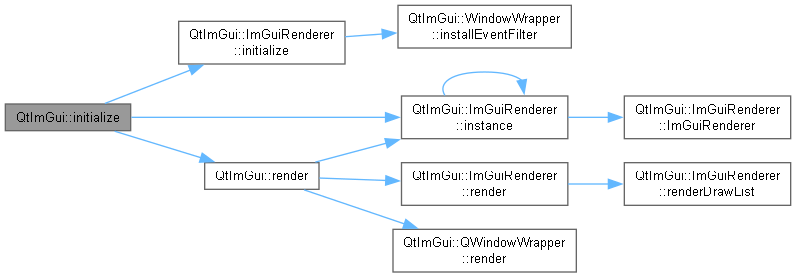 QtImGui::initialize
QtImGui::ImGuiRenderer
::initialize
QtImGui::WindowWrapper
::installEventFilter
QtImGui::ImGuiRenderer
::instance
QtImGui::ImGuiRenderer
::ImGuiRenderer
QtImGui::render
QtImGui::ImGuiRenderer
::render
QtImGui::ImGuiRenderer
::renderDrawList
QtImGui::QWindowWrapper
::render